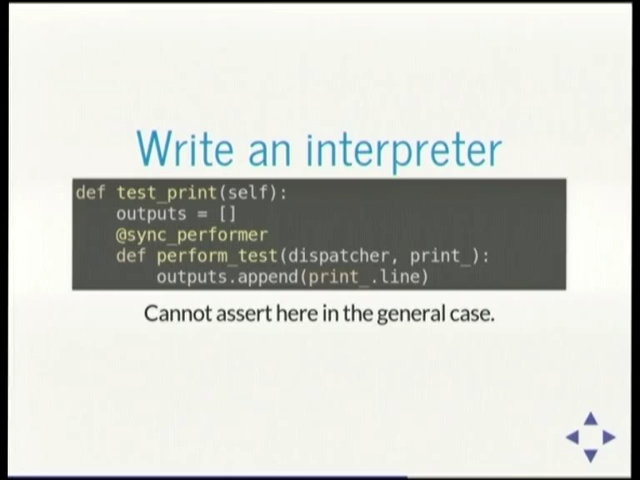 Write an interpreter
def test_print(self):
    outputs = []
    @sync_performer
    def perform_test(dispatcher, print_):
        outputs.append(print_.line)
Cannot assert here in the general case.